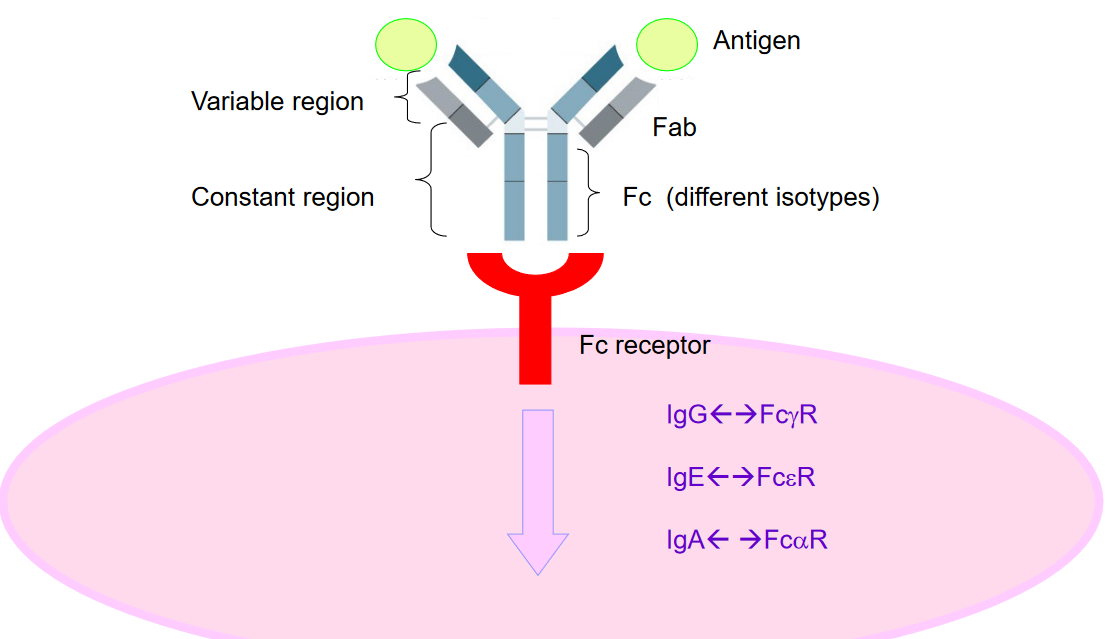 Antigen
Variable region
Fab
Constant region
Fc (different isotypes)
Fc receptor
IgG←→FcγR
IgE←→FcεR
IgA← →FcαR